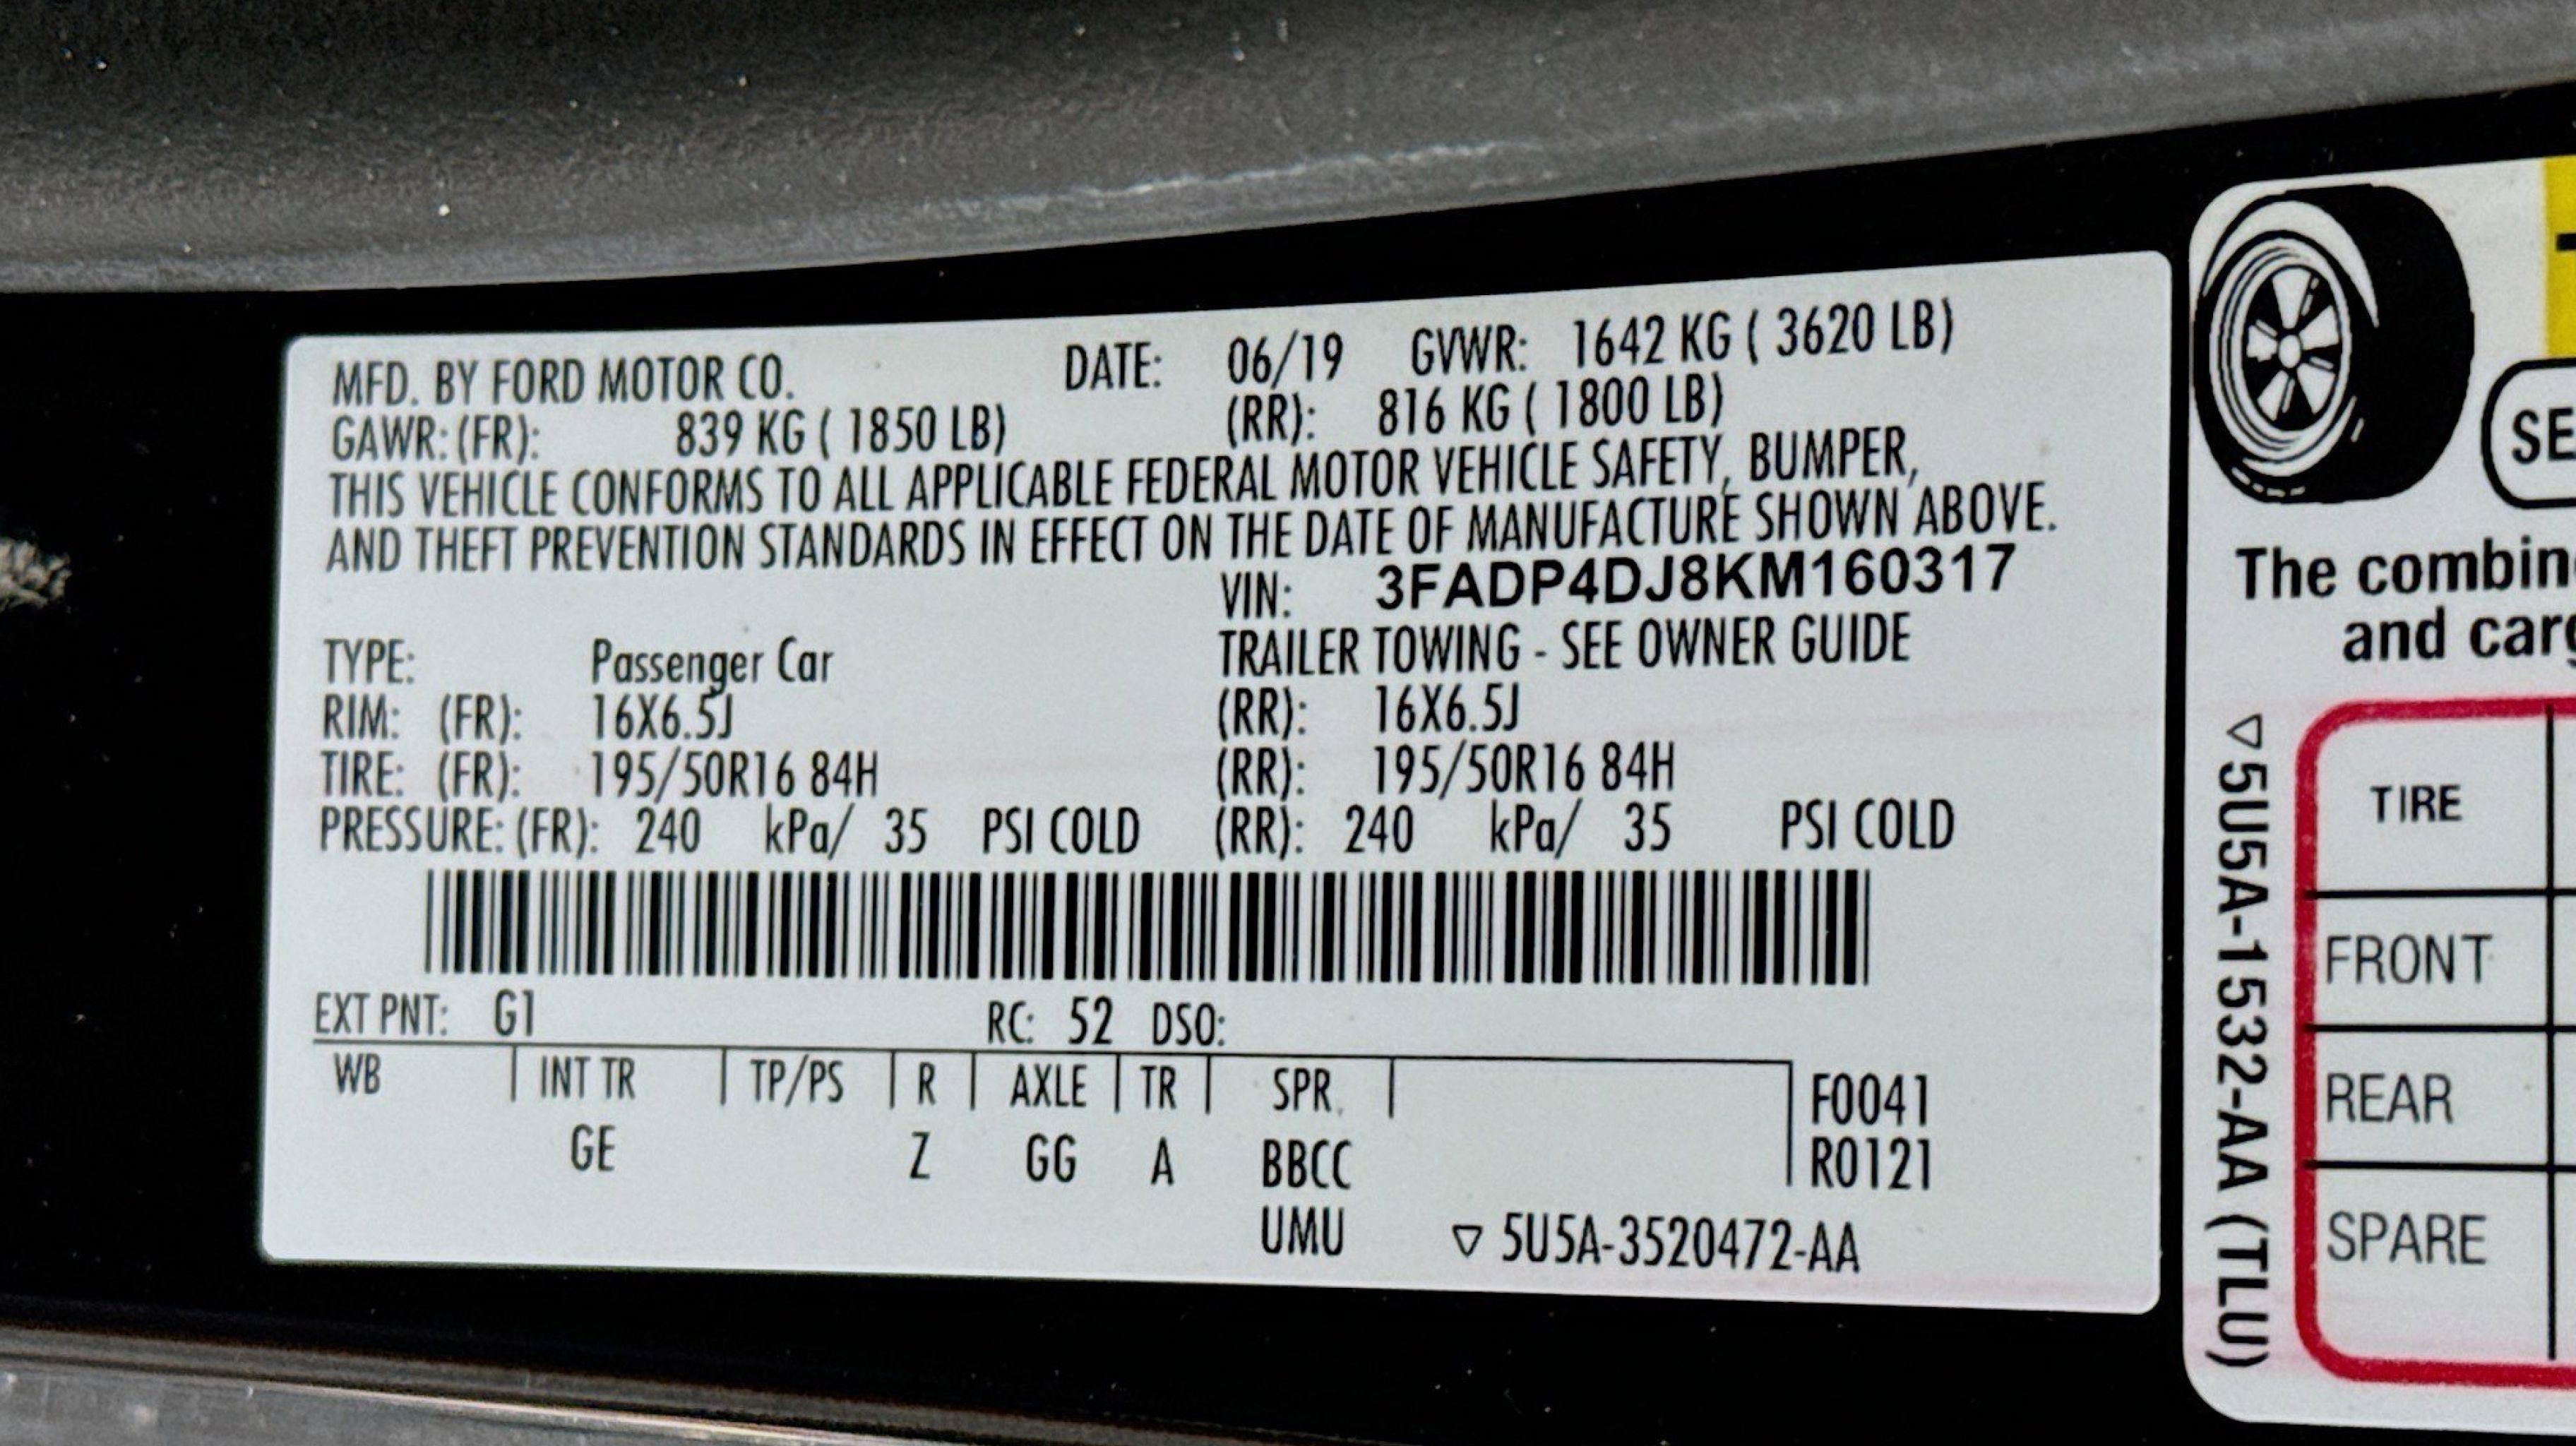 MFD. BY FORD MOTOR CO. DATE: 06/19 GVWR: 1642 KG ( 3620 LB)
GAWR: (FR): 839 KG ( 1850 LB) (RR): 816 KG ( 1800 LB)
THIS VEHICLE CONFORMS TO ALL APPLICABLE FEDERAL MOTOR VEHICLE SAFETY, BUMPER,
AND THEFT PREVENTION STANDARDS IN EFFECT ON THE DATE OF MANUFACTURE SHOWN ABOVE.
VIN: 3FADP4DJ8KM160317
TYPE: Passenger Car TRAILER TOWING - SEE OWNER GUIDE
RIM: (FR): 16X6.5J (RR): 16X6.5J
TIRE: (FR): 195/50R16 84H (RR): 195/50R16 84H
PRESSURE: (FR): 240 kPa/ 35 PSI COLD (RR): 240 kPa/ 35 PSI COLD
EXT PNT: G1 RC: 52 DSO:
WB INT TR TP/PS R AXLE TR SPR F0041
GE Z GG A BBCC R0121
UMU ▽ 5U5A-3520472-AA
The
and
▽5U5A-1532-AA (TLU)
TIRE
FRONT
REAR
SPARE